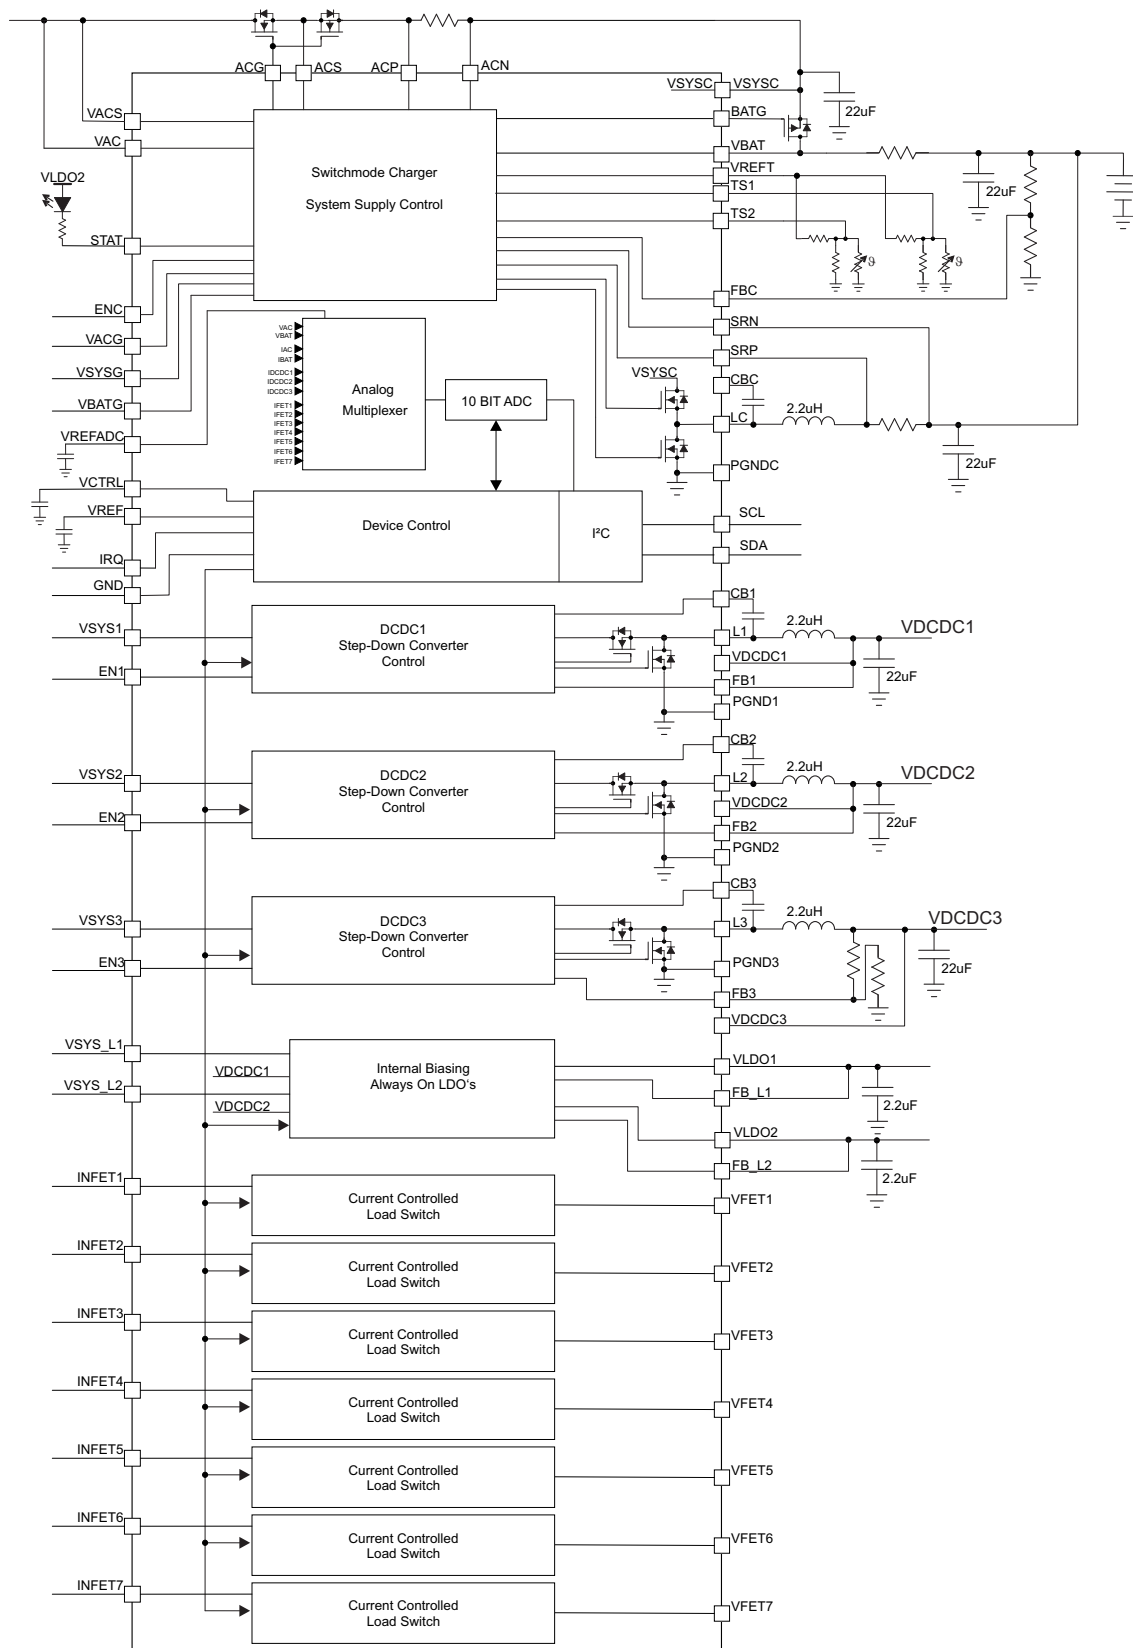 ACG
ACS
ACP
ACN
VSYSC
VSYSC
VACS
BATG
22uF
VAC
VBAT
Switchmode Charger
System Supply Control
VREFT
VLDO2
TS1
22uF
TS2
STAT
ϑ
ϑ
FBC
ENC
SRN
VACG
SRP
VSYSG
VSYSC
CBC
VBATG
LC
2.2uH
VREFADC
22uF
PGNDC
VAC
VBAT
IAC
IBAT
IDCDC1
IDCDC2
IDCDC3
IFET1
IFET2
IFET3
IFET4
IFET5
IFET6
IFET7
Analog
Multiplexer
10 BIT ADC
VCTRL
VREF
Device Control
I²C
SCL
SDA
IRQ
GND
CB1
VSYS1
DCDC1
Step-Down Converter
Control
L1
2.2uH
VDCDC1
VDCDC1
EN1
FB1
22uF
PGND1
CB2
VSYS2
DCDC2
Step-Down Converter
Control
L2
2.2uH
VDCDC2
VDCDC2
EN2
FB2
22uF
PGND2
CB3
VSYS3
DCDC3
Step-Down Converter
Control
L3
2.2uH
VDCDC3
EN3
PGND3
22uF
FB3
VDCDC3
VSYS_L1
VSYS_L2
VDCDC1
VDCDC2
Internal Biasing
Always On LDO's
VLDO1
FB_L1
2.2uF
VLDO2
FB_L2
2.2uF
INFET1
Current Controlled
Load Switch
VFET1
INFET2
Current Controlled
Load Switch
VFET2
INFET3
Current Controlled
Load Switch
VFET3
INFET4
Current Controlled
Load Switch
VFET4
INFET5
Current Controlled
Load Switch
VFET5
INFET6
Current Controlled
Load Switch
VFET6
INFET7
Current Controlled
Load Switch
VFET7